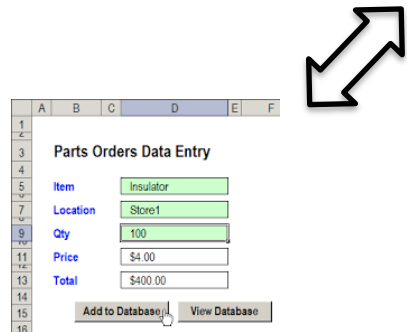 A B C D E F
1
2
3 Parts Orders Data Entry
4
5 Item Insulator
6
7 Location Store1
8
9 Qty 100
10
11 Price $4.00
12
13 Total $400.00
14
15 Add to Database View Database
16